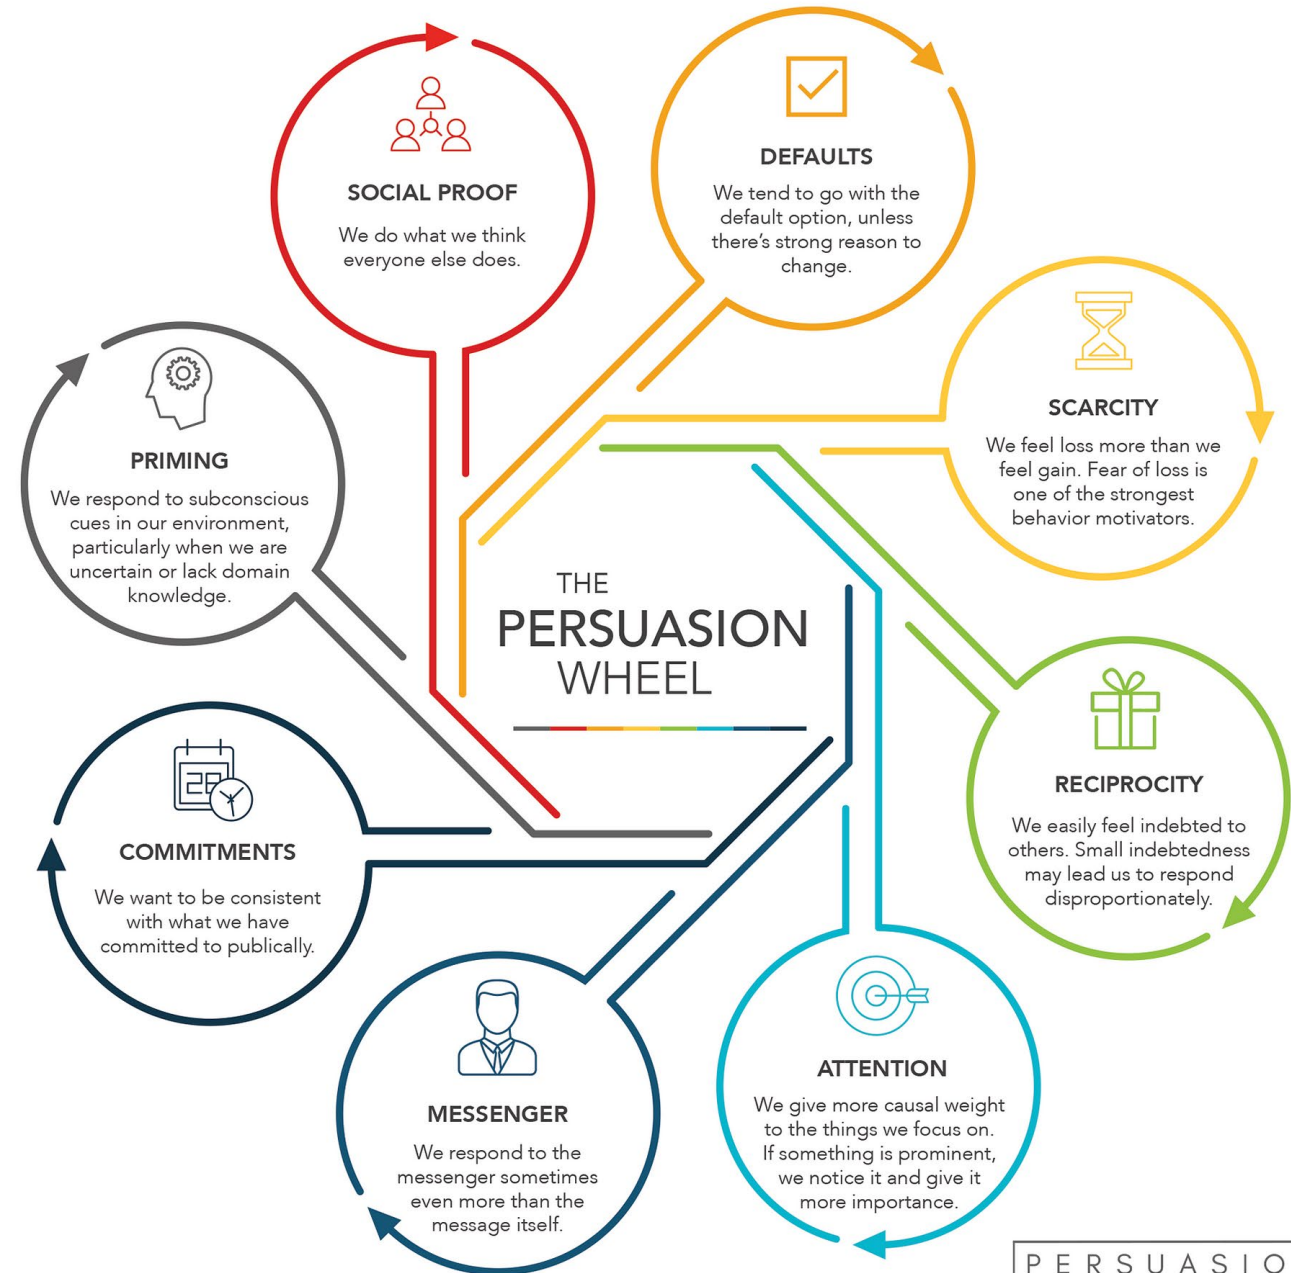 SOCIAL PROOF
We do what we think
everyone else does.
DEFAULTS
We tend to go with the
default option, unless
there's strong reason to
change.
SCARCITY
We feel loss more than we
feel gain. Fear of loss is
one of the strongest
behavior motivators.
PRIMING
We respond to subconscious
cues in our environment,
particularly when we are
uncertain or lack domain
knowledge.
THE
PERSUASION
WHEEL
RECIPROCITY
We easily feel indebted to
others. Small indebtedness
may lead us to respond
disproportionately.
28
COMMITMENTS
We want to be consistent
with what we have
committed to publically.
MESSENGER
We respond to the
messenger sometimes
even more than the
message itself.
ATTENTION
We give more causal weight
to the things we focus on.
If something is prominent,
we notice it and give it
more importance.
PERSUASIO